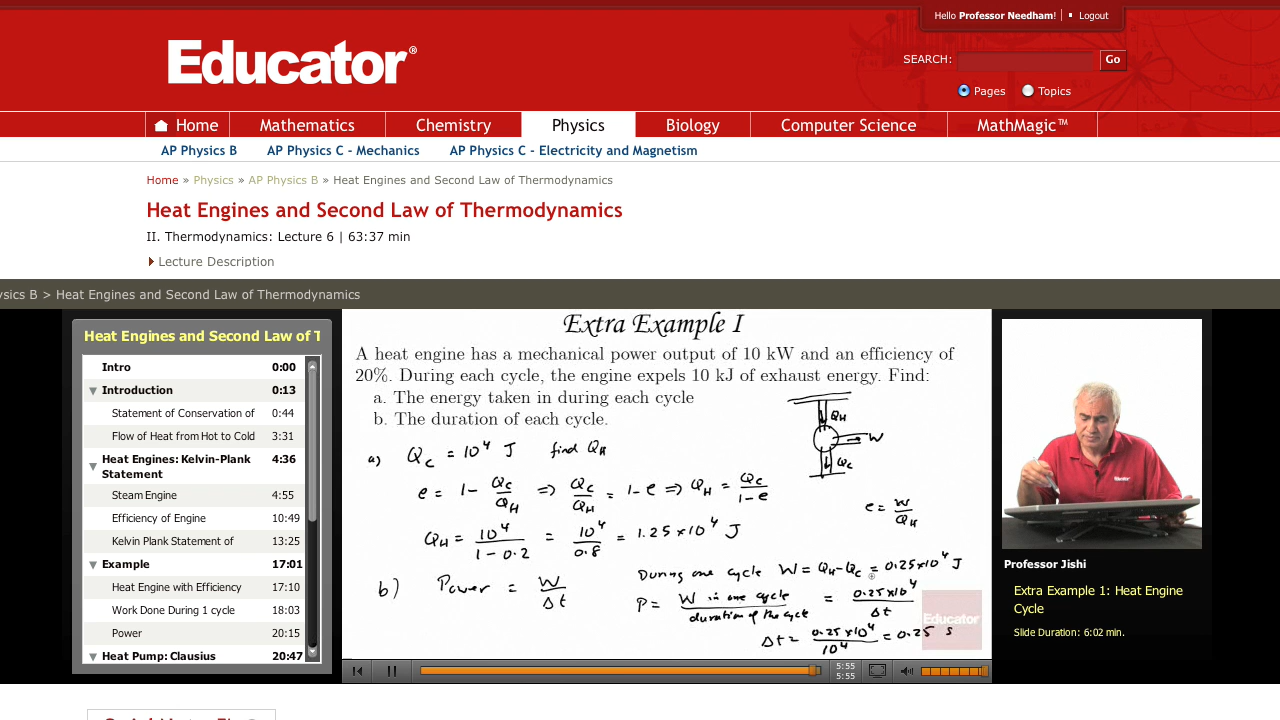 Hello Professor Needham! | Logout
Educator®
SEARCH: Go
Pages Topics
Home Mathematics Chemistry Physics Biology Computer Science MathMagic™
AP Physics B AP Physics C - Mechanics AP Physics C - Electricity and Magnetism
Home » Physics » AP Physics B » Heat Engines and Second Law of Thermodynamics
Heat Engines and Second Law of Thermodynamics
II. Thermodynamics: Lecture 6 | 63:37 min
Lecture Description
ysics B > Heat Engines and Second Law of Thermodynamics
Heat Engines and Second Law of T
Intro 0:00
Introduction 0:13
Statement of Conservation of 0:44
Flow of Heat from Hot to Cold 3:31
Heat Engines: Kelvin-Plank 4:36
Statement
Steam Engine 4:55
Efficiency of Engine 10:49
Kelvin Plank Statement of 13:25
Example 17:01
Heat Engine with Efficiency 17:10
Work Done During 1 cycle 18:03
Power 20:15
Heat Pump: Clausius 20:47
Extra Example I
A heat engine has a mechanical power output of 10 kW and an efficiency of
20%. During each cycle, the engine expels 10 kJ of exhaust energy. Find:
a. The energy taken in during each cycle
b. The duration of each cycle.
Q_H
W
Q_C
a) Q_C = 10^4 J find Q_H
e = 1 - Q_C/Q_H ⇒ Q_C/Q_H = 1 - e ⇒ Q_H = Q_C/(1-e)
e = W/Q_H
Q_H = 10^4/(1-0.2) = 10^4/0.8 = 1.25×10^4 J
b) Power = W/Δt
During one cycle W = Q_H - Q_C = 0.25×10^4 J
P = W in one cycle/duration of the cycle = 0.25×10^4/Δt
Δt = 0.25×10^4/10^4 = 0.25 s
Educator
5:55
5:55
Professor Jishi
Extra Example 1: Heat Engine
Cycle
Slide Duration: 6:02 min.